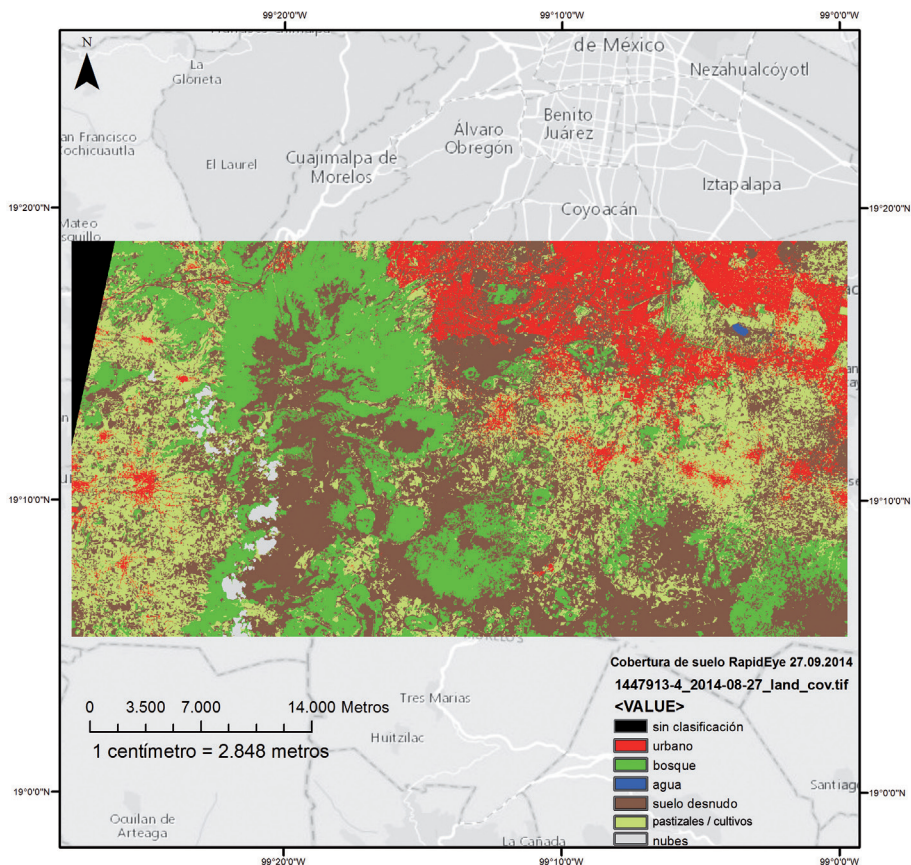 99°20'0"W 99°10'0"W 99°0'0"W
N
de México
La
Glorieta
Nezahualcóyotl
an Francisco
ochicuautla
Benito
Juárez
Álvaro
Obregón
El Laurel
Cuajimalpa de
Morelos
Iztapalapa
Coyoacán
19°20'0"N 19°20'0"N
Mateo
squillo
19°10'0"N 19°10'0"N
Cobertura de suelo RapidEye 27.09.2014
1447913-4_2014-08-27_land_cov.tif
<VALUE>
sin clasificación
urbano
bosque
agua
suelo desnudo
pastizales / cultivos
nubes
0 3.500 7.000 14.000 Metros
1 centímetro = 2.848 metros
Tres Marias
Huitzilac
Santiago
19°0'0"N 19°0'0"N
Ocuilan de
Arteaga
La Cañada
99°20'0"W 99°10'0"W 99°0'0"W